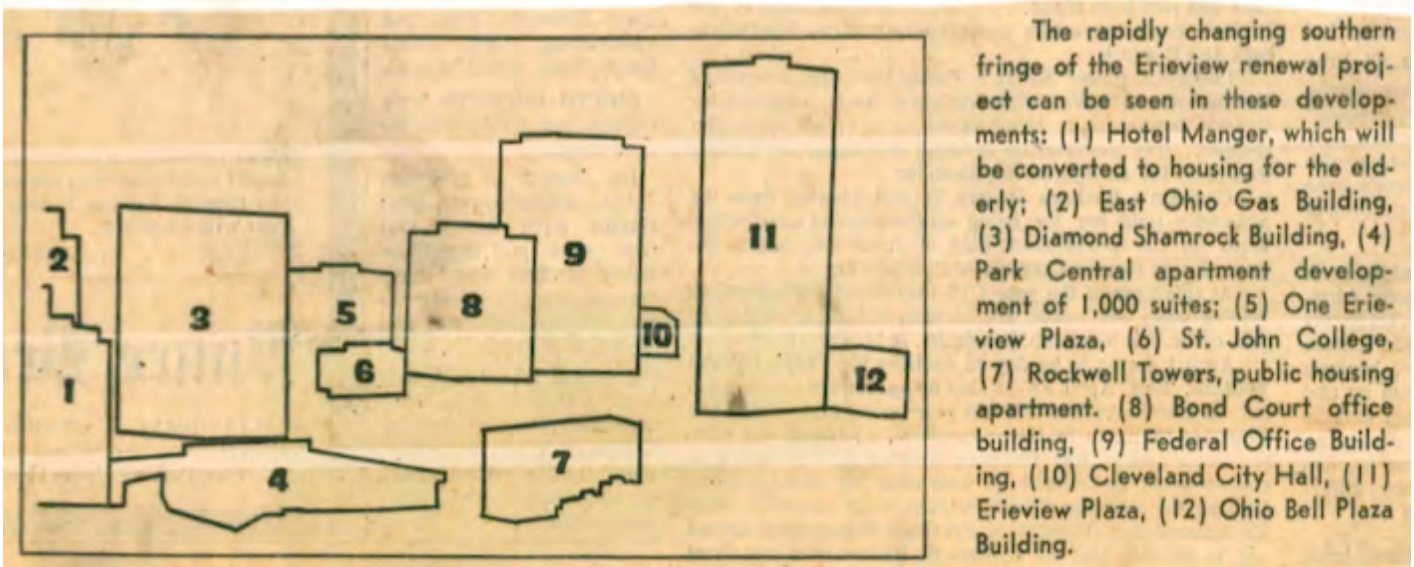 2
1
3
5
6
4
8
9
10
7
11
12
The rapidly changing southern
fringe of the Erieview renewal proj-
ect can be seen in these develop-
ments: (1) Hotel Manger, which will
be converted to housing for the eld-
erly; (2) East Ohio Gas Building,
(3) Diamond Shamrock Building, (4)
Park Central apartment develop-
ment of 1,000 suites; (5) One Erie-
view Plaza, (6) St. John College,
(7) Rockwell Towers, public housing
apartment. (8) Bond Court office
building, (9) Federal Office Build-
ing, (10) Cleveland City Hall, (11)
Erieview Plaza, (12) Ohio Bell Plaza
Building.